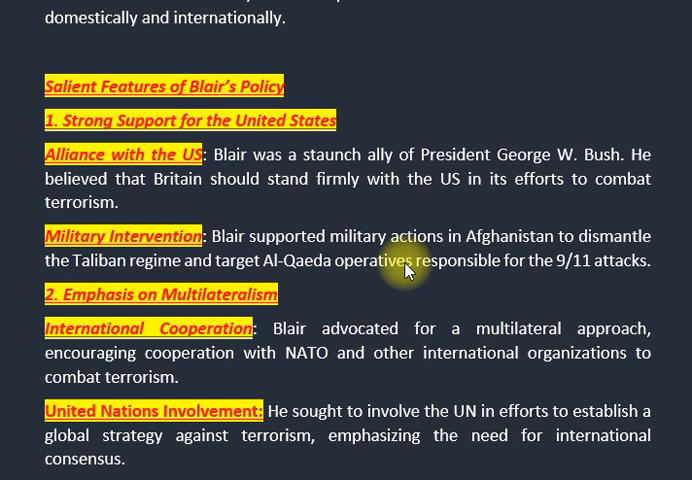 domestically and internationally.
Salient Features of Blair's Policy
1. Strong Support for the United States
Alliance with the US: Blair was a staunch ally of President George W. Bush. He
believed that Britain should stand firmly with the US in its efforts to combat
terrorism.
Military Intervention: Blair supported military actions in Afghanistan to dismantle
the Taliban regime and target Al-Qaeda operatives responsible for the 9/11 attacks.
2. Emphasis on Multilateralism
International Cooperation: Blair advocated for a multilateral approach,
encouraging cooperation with NATO and other international organizations to
combat terrorism.
United Nations Involvement: He sought to involve the UN in efforts to establish a
global strategy against terrorism, emphasizing the need for international
consensus.